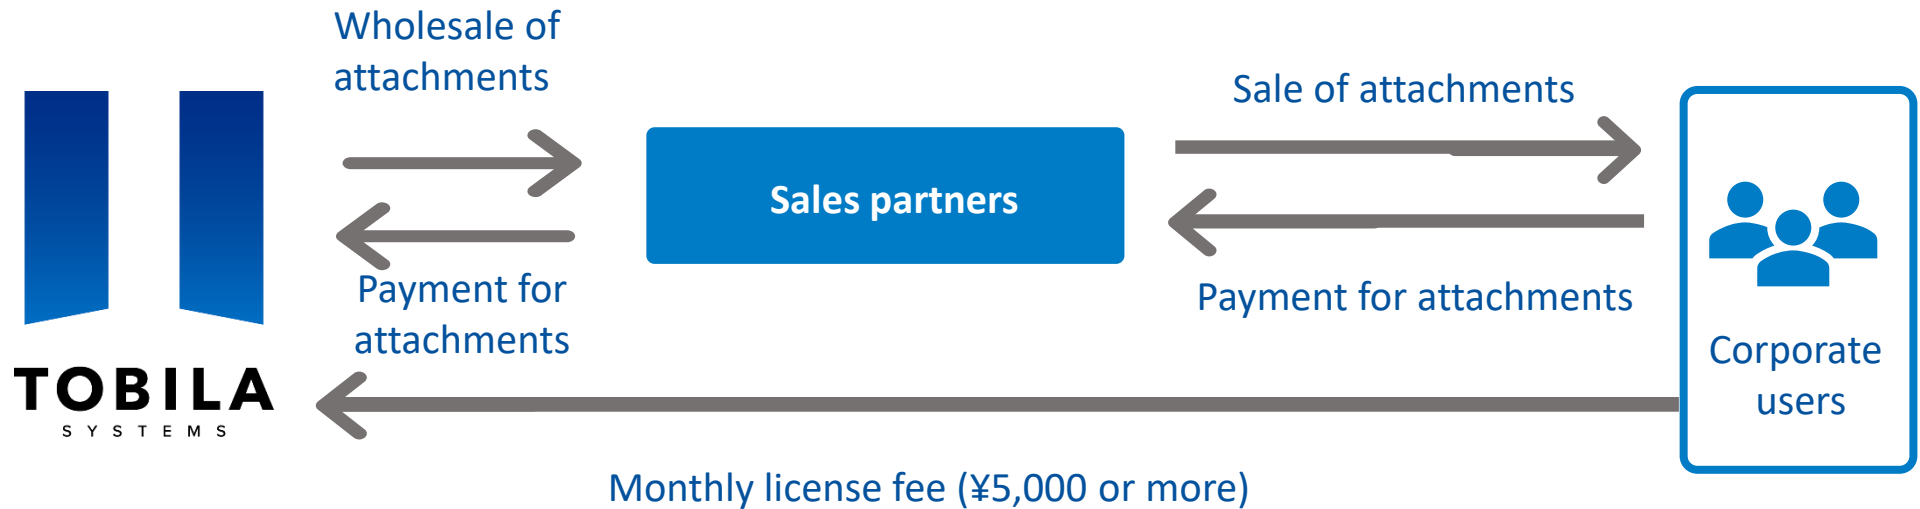 Wholesale of
attachments
Sale of attachments
Sales partners
Payment for
attachments
Payment for attachments
Corporate
users
TOBILA
SYSTEMS
Monthly license fee (¥5,000 or more)